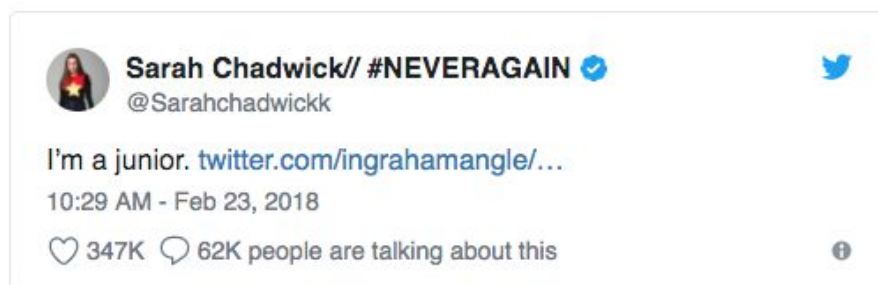 Sarah Chadwick// #NEVERAGAIN
@Sarahchadwickk
I'm a junior. twitter.com/ingrahamangle/…
10:29 AM - Feb 23, 2018
347K 62K people are talking about this